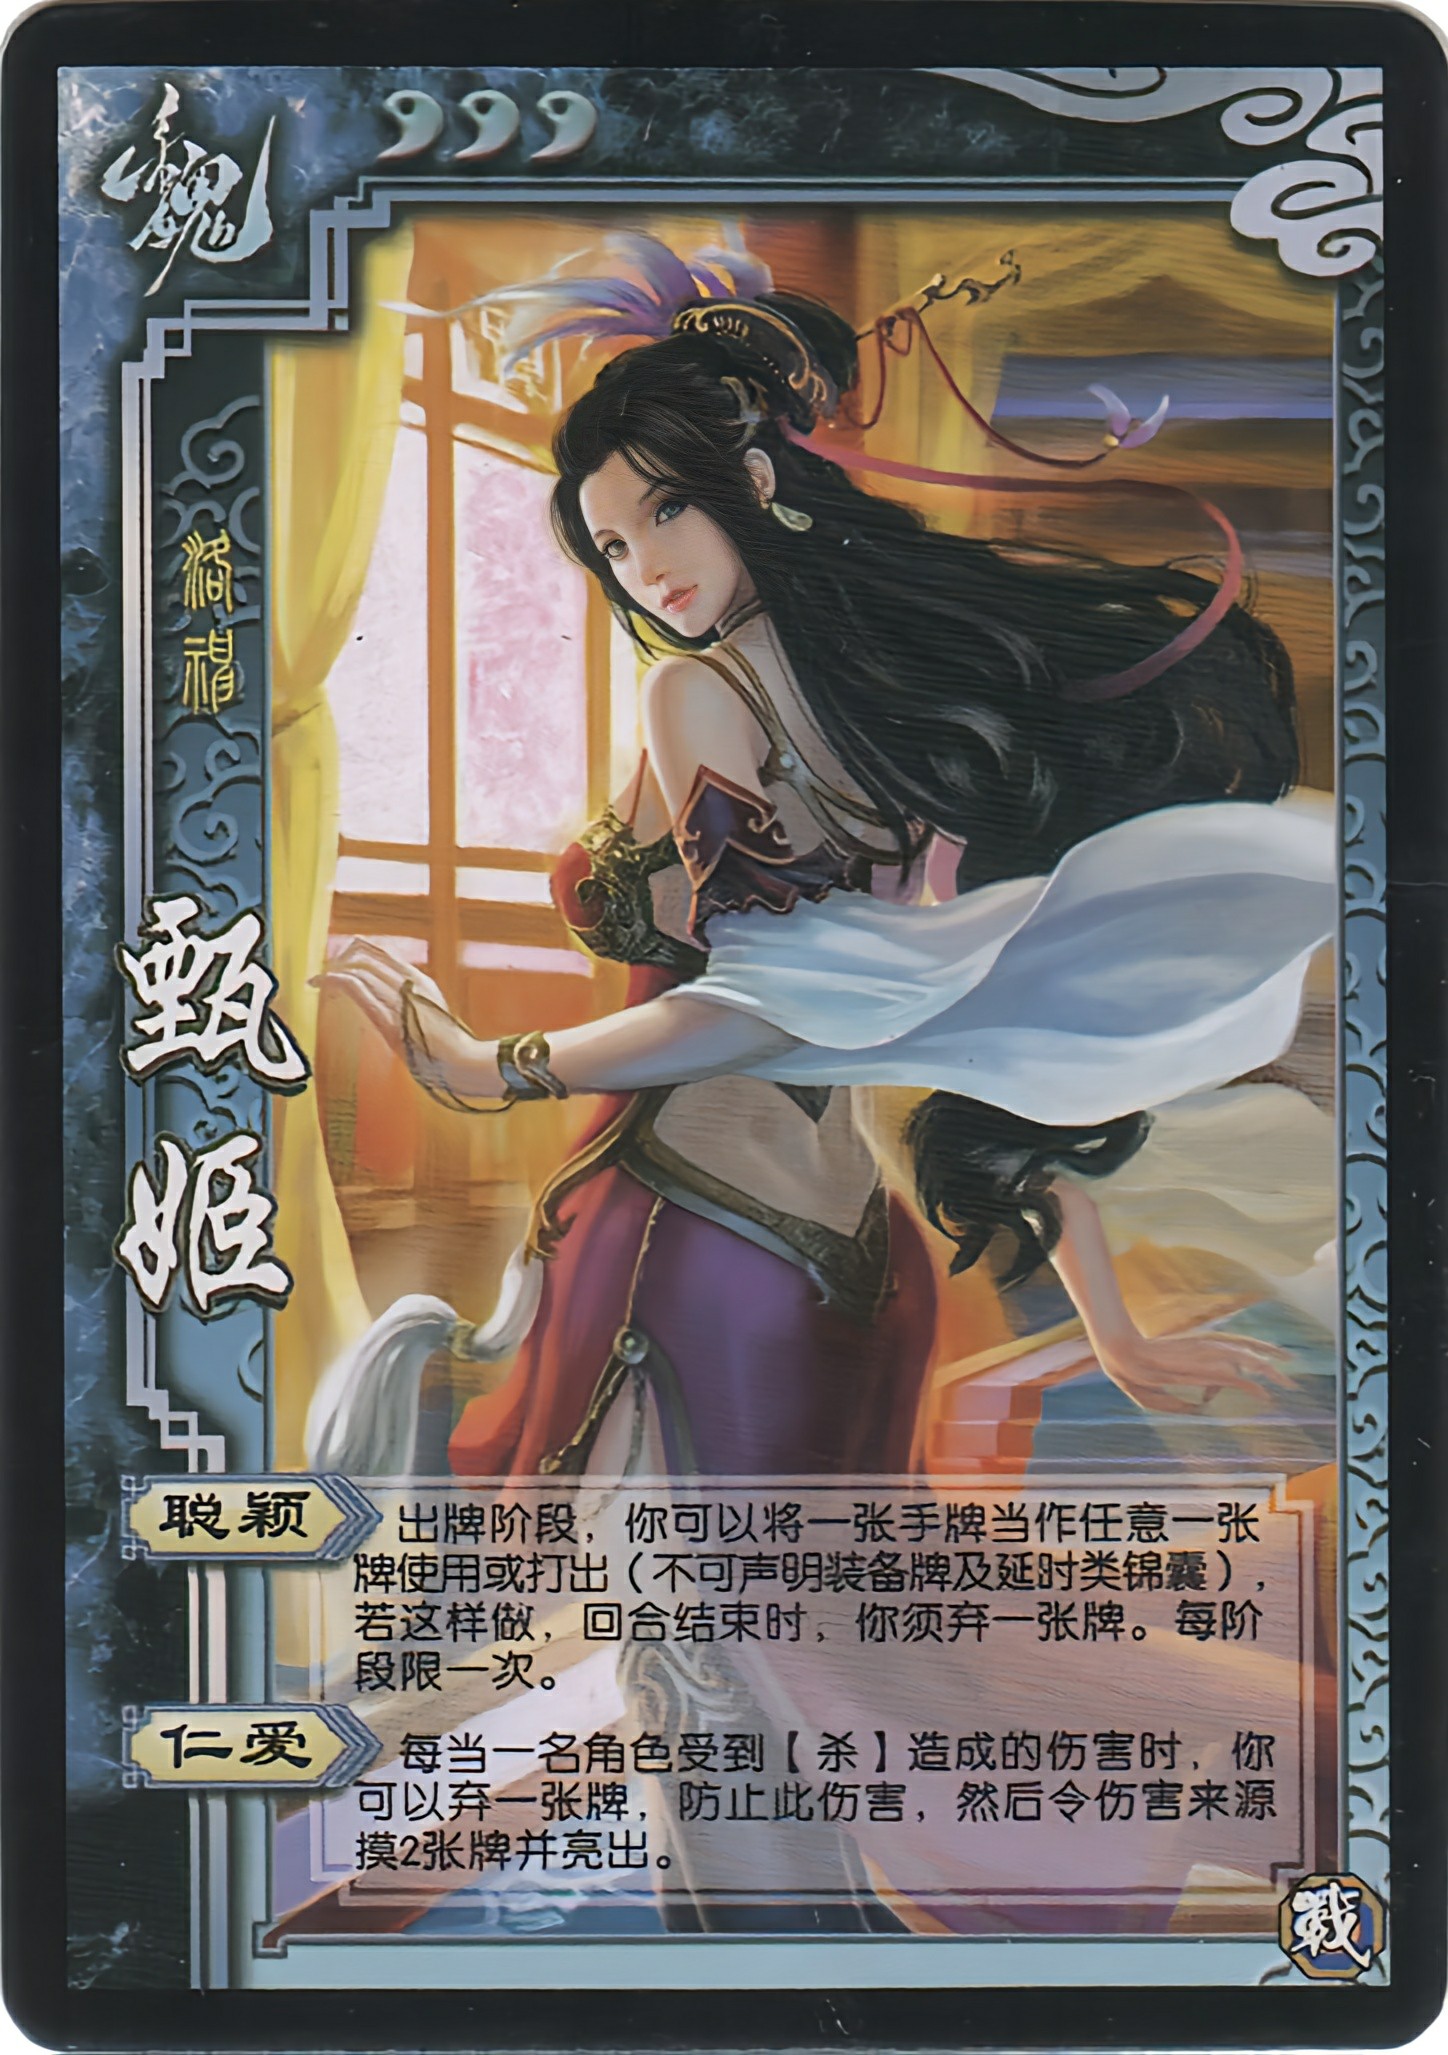 魏
洛神
甄姬
聪颖
出牌阶段，你可以将一张手牌当作任意一张
牌使用或打出（不可声明装备牌及延时类锦囊），
若这样做，回合结束时，你须弃一张牌。每阶
段限一次。
仁爱
每当一名角色受到【杀】造成的伤害时，你
可以弃一张牌，防止此伤害，然后令伤害来源
摸2张牌并亮出。
戰